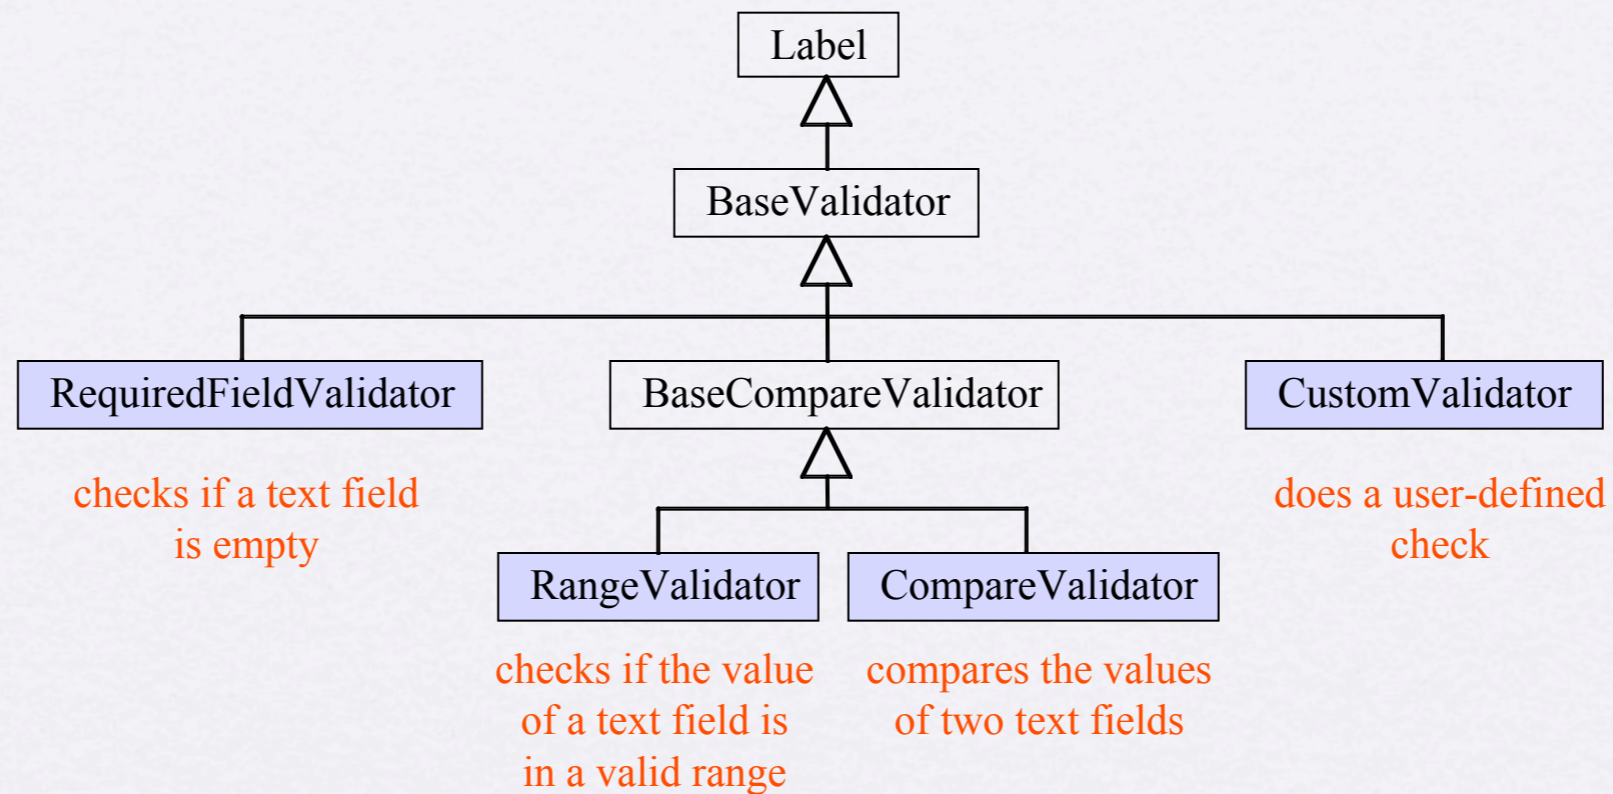 Label
BaseValidator
RequiredFieldValidator
BaseCompareValidator
CustomValidator
checks if a text field
is empty
does a user-defined
check
RangeValidator
CompareValidator
checks if the value
of a text field is
in a valid range
compares the values
of two text fields